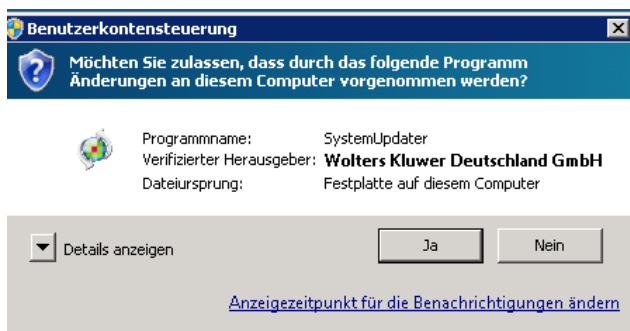 Benutzerkontensteuerung
Möchten Sie zulassen, dass durch das folgende Programm
Änderungen an diesem Computer vorgenommen werden?
Programmname: SystemUpdater
Verifizierter Herausgeber: Wolters Kluwer Deutschland GmbH
Dateiursprung: Festplatte auf diesem Computer
Details anzeigen Ja Nein
Anzeigezeitpunkt für die Benachrichtigungen ändern